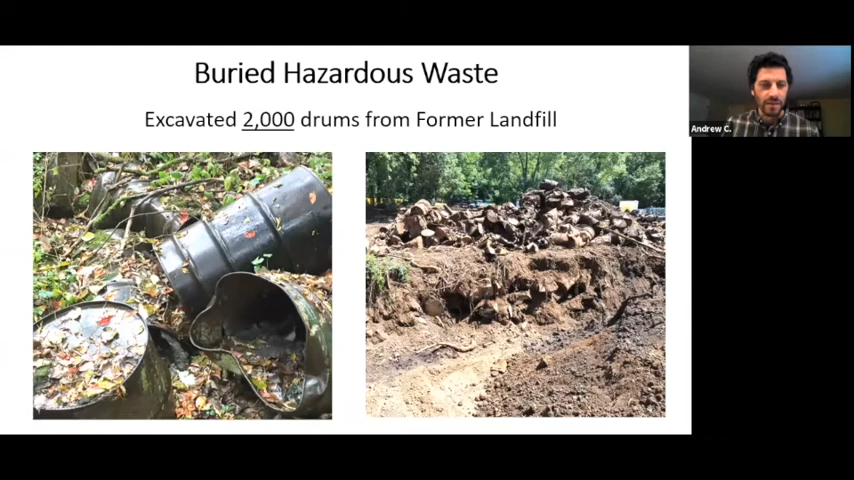 Buried Hazardous Waste
Excavated 2,000 drums from Former Landfill
Andrew C.